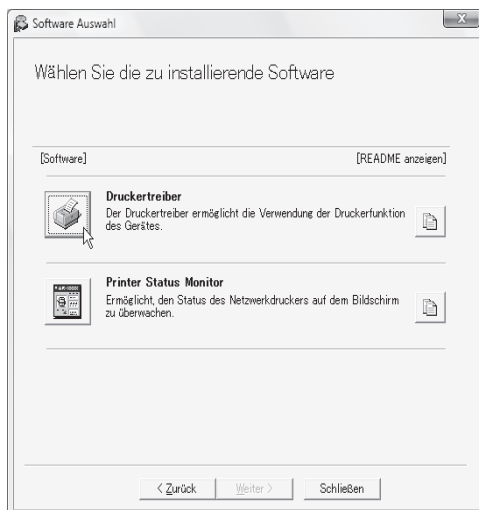 Software Auswahl
Wählen Sie die zu installierende Software
[Software] [README anzeigen]
Druckertreiber
Der Druckertreiber ermöglicht die Verwendung der Druckerfunktion
des Gerätes.
Printer Status Monitor
Ermöglicht, den Status des Netzwerkdruckers auf dem Bildschirm
zu überwachen.
< Zurück Weiter > Schließen